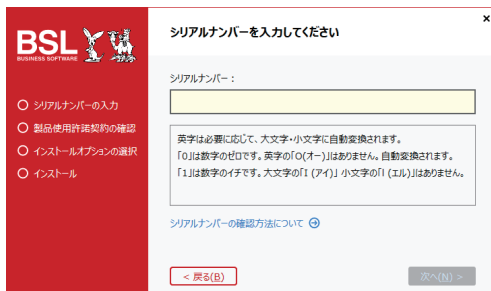 BSL
BUSINESS SOFTWARE
シリアルナンバーの入力
製品使用許諾契約の確認
インストールオプションの選択
インストール
シリアルナンバーを入力してください
×
シリアルナンバー：
英字は必要に応じて、大文字・小文字に自動変換されます。
「0」は数字のゼロです。英字の「O(オー)」はありません。自動変換されます。
「1」は数字のイチです。大文字の「I (アイ)」 小文字の「l (エル)」はありません。
シリアルナンバーの確認方法について
< 戻る(B)
次へ(N) >